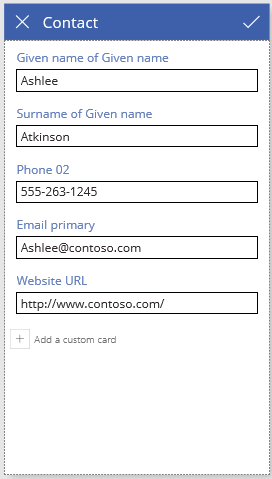 Contact
Given name of Given name
Ashlee
Surname of Given name
Atkinson
Phone 02
555-263-1245
Email primary
Ashlee@contoso.com
Website URL
http://www.contoso.com/
Add a custom card